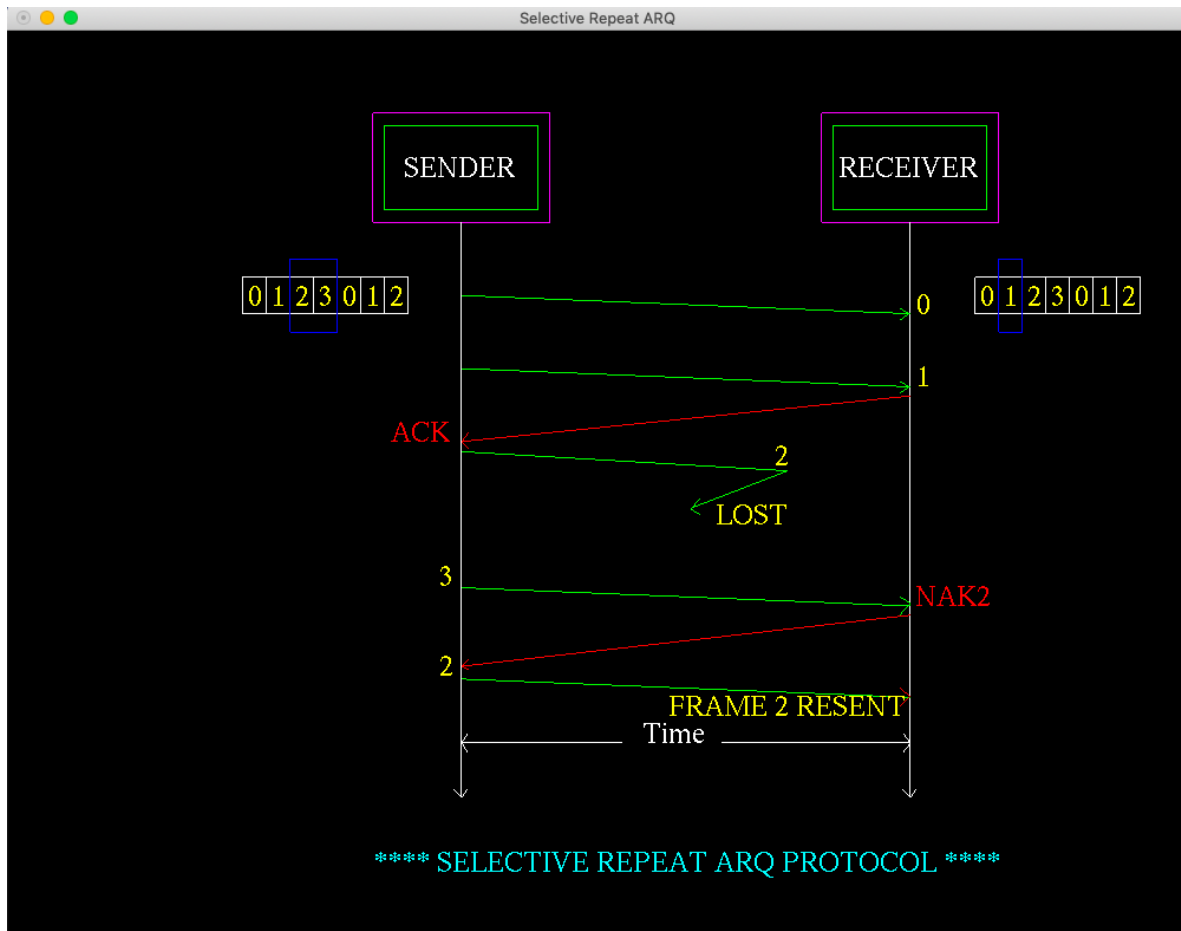 Selective Repeat ARQ
SENDER
RECEIVER
0 1 2 3 0 1 2
0
0 1 2 3 0 1 2
1
ACK
2
LOST
3
NAK2
2
FRAME 2 RESENT
Time
**** SELECTIVE REPEAT ARQ PROTOCOL ****